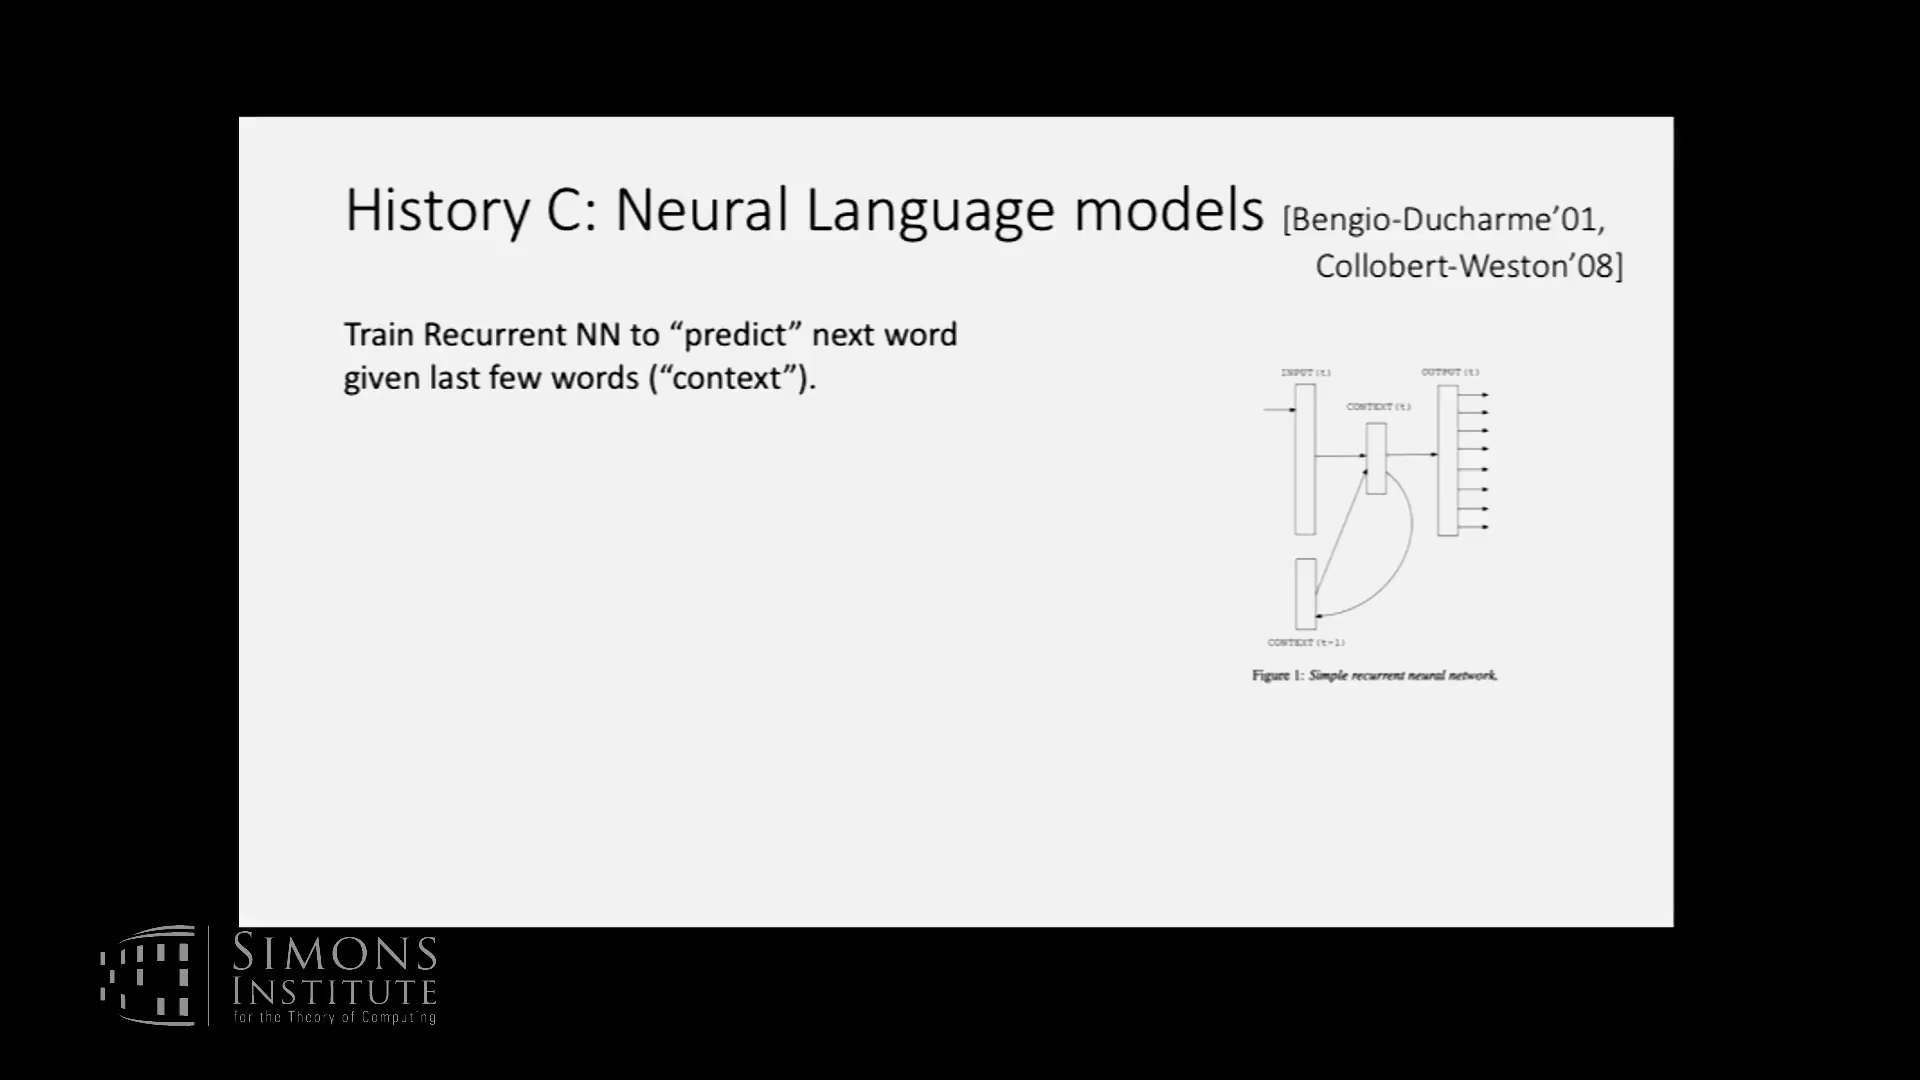 History C: Neural Language models [Bengio-Ducharme’01,
Collobert-Weston’08]
Train Recurrent NN to “predict” next word
given last few words (“context”).
INPUT(t)
OUTPUT(t)
CONTEXT(t)
CONTEXT(t-1)
Figure 1: Simple recurrent neural network.
SIMONS
INSTITUTE
for the Theory of Computing